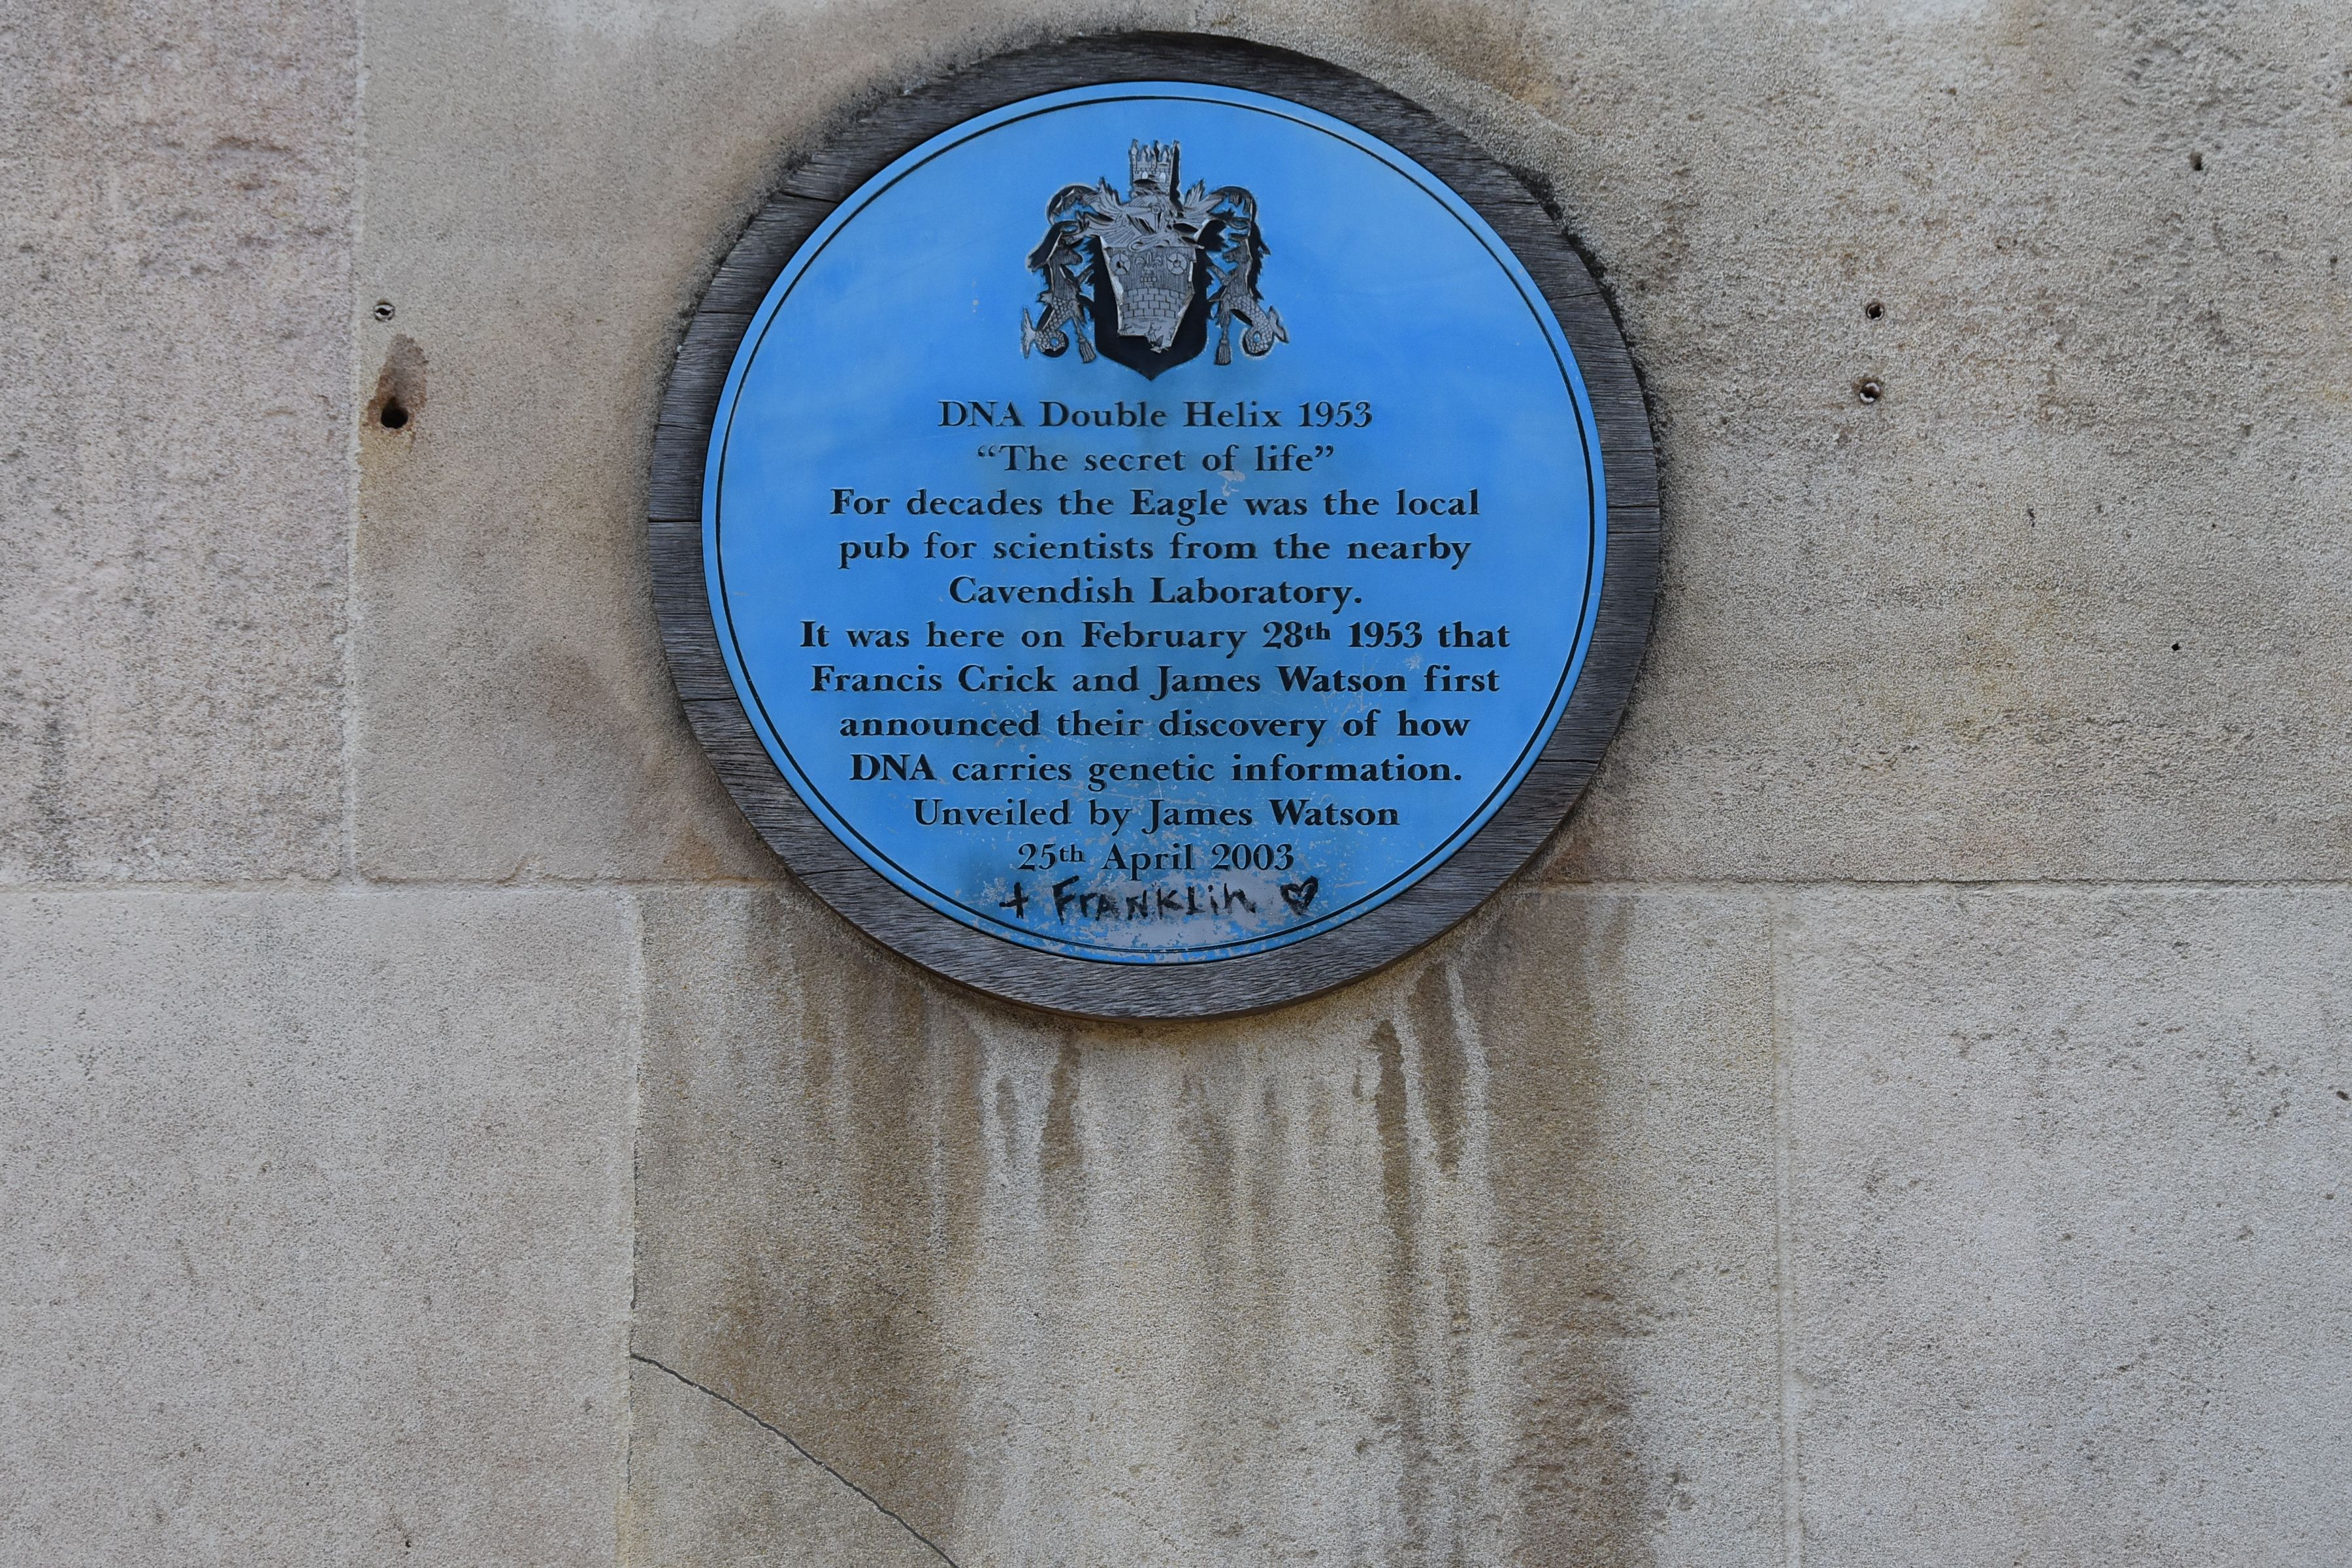 DNA Double Helix 1953
“The secret of life”
For decades the Eagle was the local
pub for scientists from the nearby
Cavendish Laboratory.
It was here on February 28th 1953 that
Francis Crick and James Watson first
announced their discovery of how
DNA carries genetic information.
Unveiled by James Watson
25th April 2003
+ FRANKLin ♡